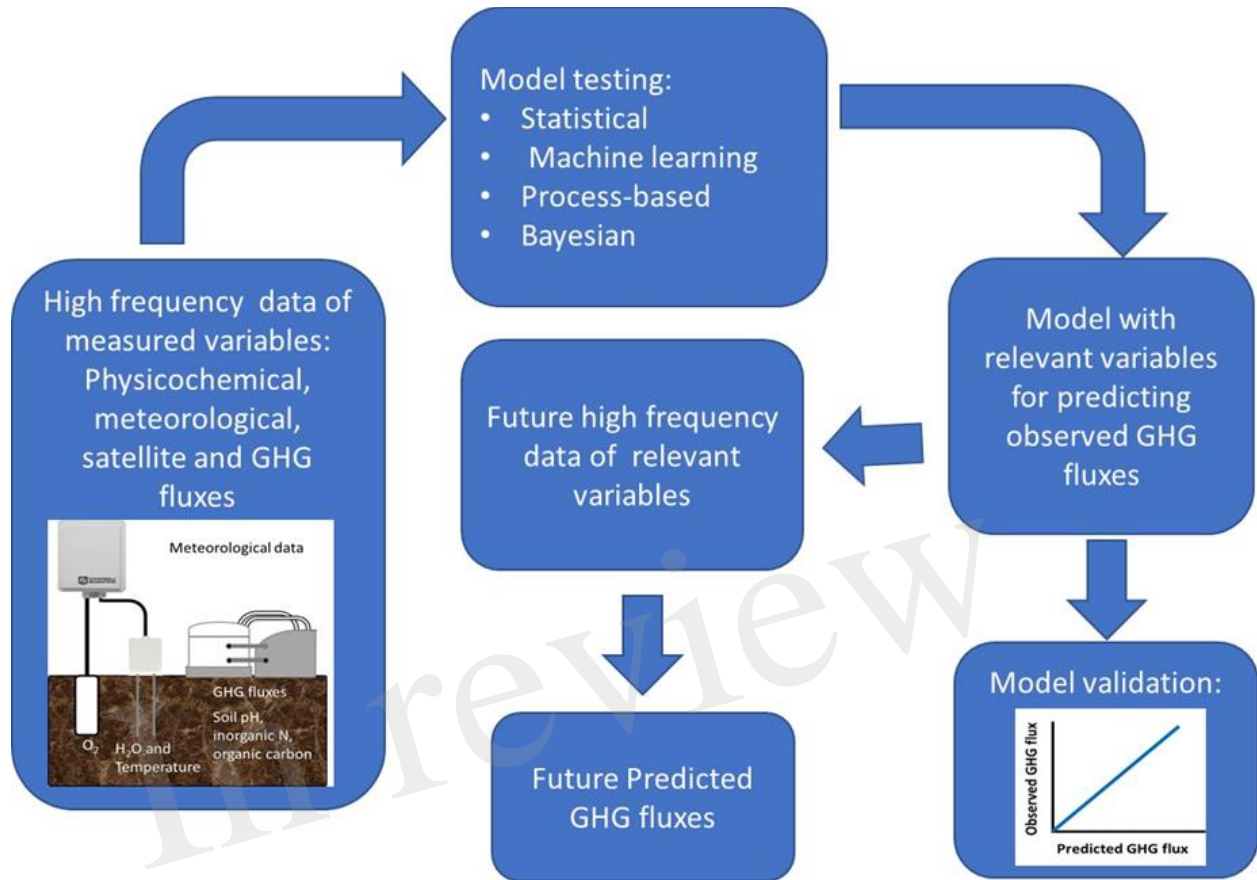 Model testing:
• Statistical
• Machine learning
• Process-based
• Bayesian
High frequency data of
measured variables:
Physicochemical,
meteorological,
satellite and GHG
fluxes
Meteorological data
GHG fluxes
Soil pH,
inorganic N,
organic carbon
O₂
H₂O and
Temperature
Model with
relevant variables
for predicting
observed GHG
fluxes
Future high frequency
data of relevant
variables
Future Predicted
GHG fluxes
Model validation:
Observed GHG flux
Predicted GHG flux
In review